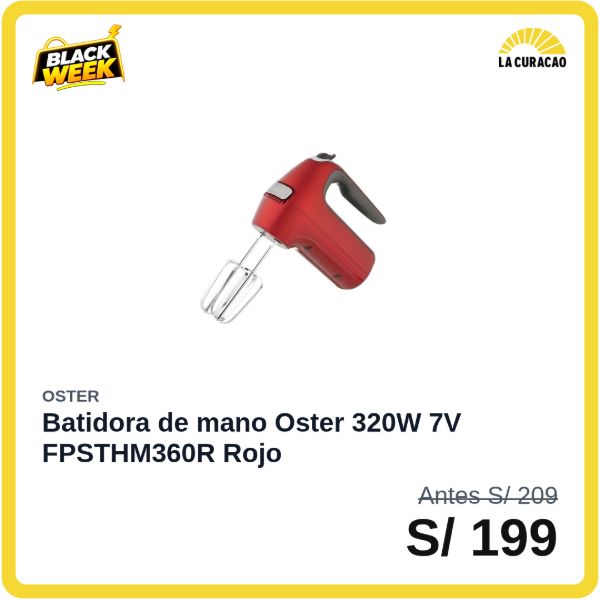 BLACK
WEEK
LA CURACAO
OSTER
Batidora de mano Oster 320W 7V
FPSTHM360R Rojo
Antes S/ 209
S/ 199